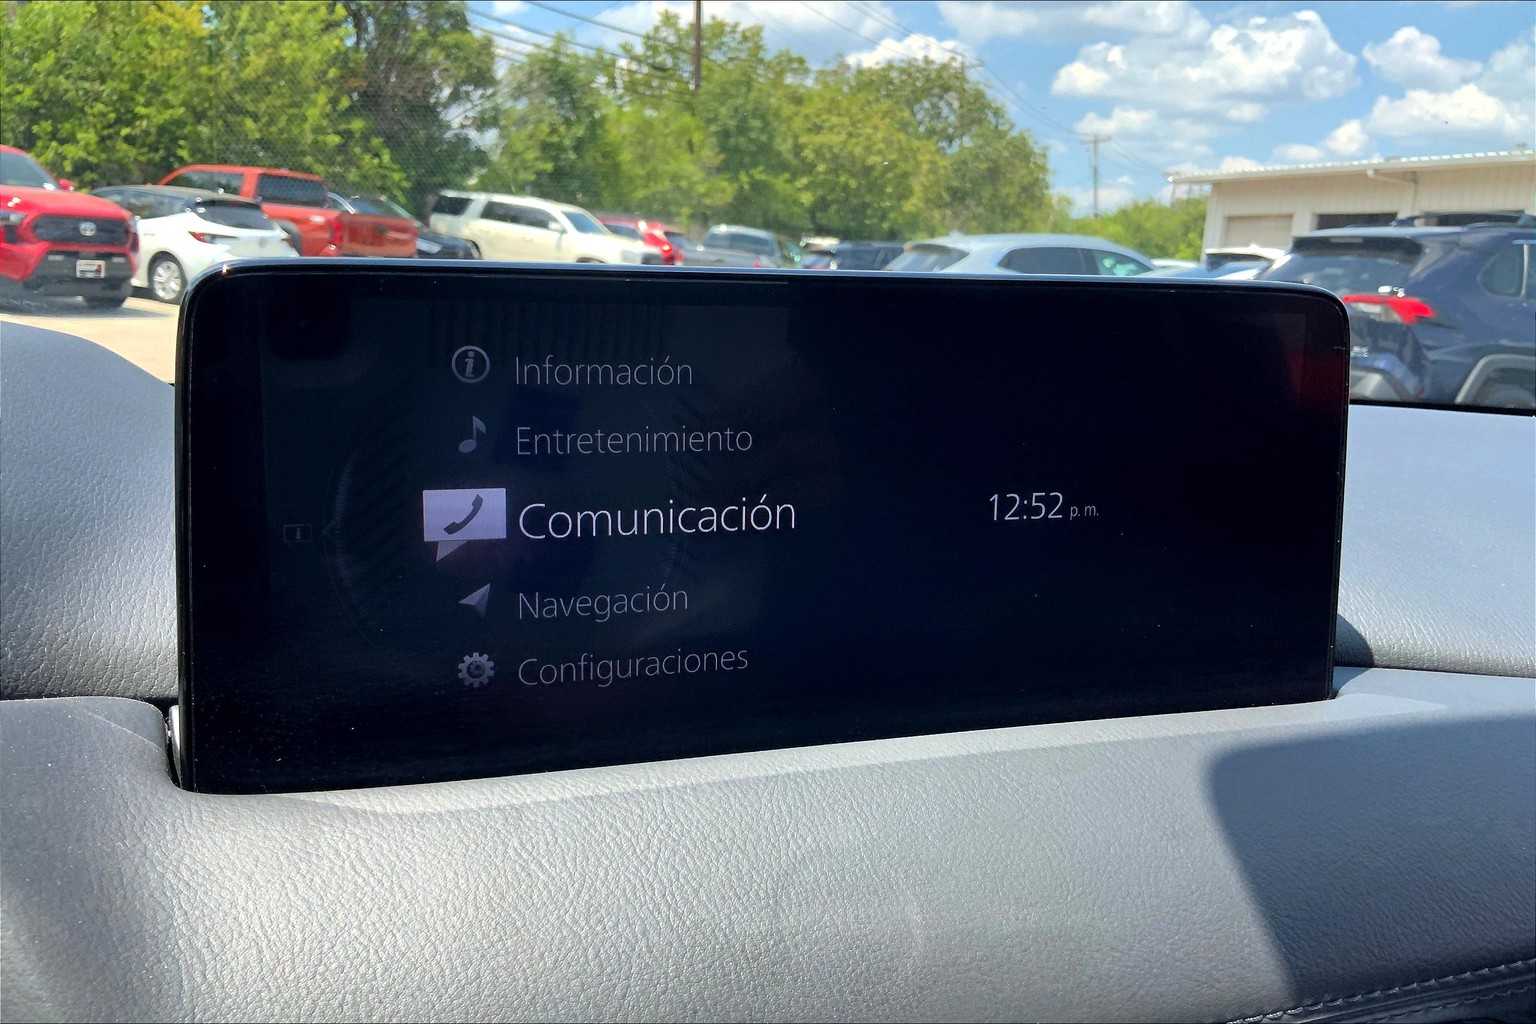 Información
Entretenimiento
Comunicación
12:52 p. m.
Navegación
Configuraciones